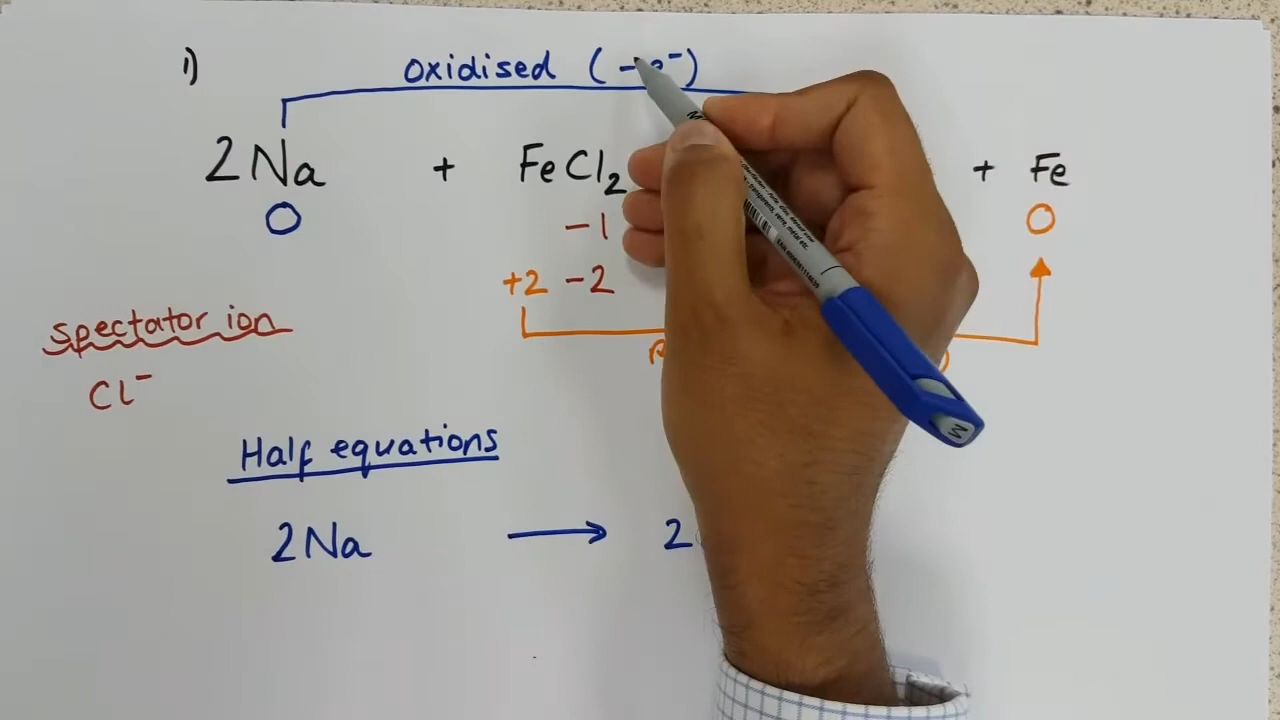 1) oxidised ( - e⁻)
2Na + FeCl₂ + Fe
0 -1 0
+2 -2
spectator ion
Cl⁻
Half equations
2Na → 2
M